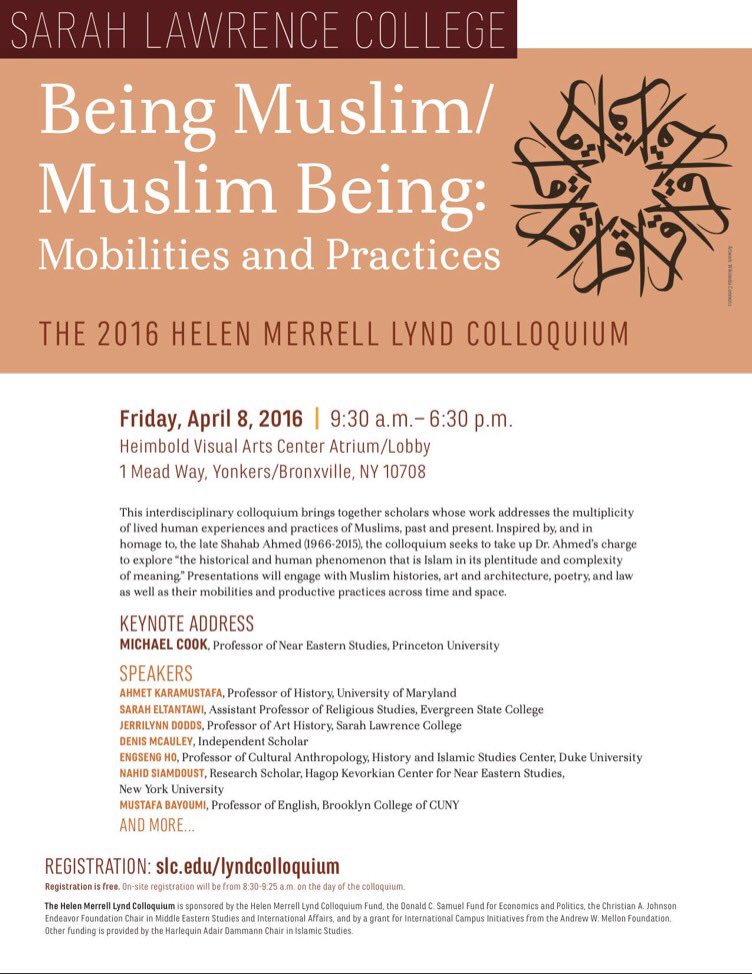 SARAH LAWRENCE COLLEGE
Being Muslim/
Muslim Being:
Mobilities and Practices
Artwork: Wikimedia Commons
THE 2016 HELEN MERRELL LYND COLLOQUIUM
Friday, April 8, 2016 | 9:30 a.m.– 6:30 p.m.
Heimbold Visual Arts Center Atrium/Lobby
1 Mead Way, Yonkers/Bronxville, NY 10708
This interdisciplinary colloquium brings together scholars whose work addresses the multiplicity
of lived human experiences and practices of Muslims, past and present. Inspired by, and in
homage to, the late Shahab Ahmed (1966-2015), the colloquium seeks to take up Dr. Ahmed's charge
to explore “the historical and human phenomenon that is Islam in its plentitude and complexity
of meaning.” Presentations will engage with Muslim histories, art and architecture, poetry, and law
as well as their mobilities and productive practices across time and space.
KEYNOTE ADDRESS
MICHAEL COOK, Professor of Near Eastern Studies, Princeton University
SPEAKERS
AHMET KARAMUSTAFA, Professor of History, University of Maryland
SARAH ELTANTAWI, Assistant Professor of Religious Studies, Evergreen State College
JERRILYNN DODDS, Professor of Art History, Sarah Lawrence College
DENIS MCAULEY, Independent Scholar
ENGSENG HO, Professor of Cultural Anthropology, History and Islamic Studies Center, Duke University
NAHID SIAMDOUST, Research Scholar, Hagop Kevorkian Center for Near Eastern Studies,
New York University
MUSTAFA BAYOUMI, Professor of English, Brooklyn College of CUNY
AND MORE...
REGISTRATION: slc.edu/lyndcolloquium
Registration is free. On-site registration will be from 8:30-9:25 a.m. on the day of the colloquium.
The Helen Merrell Lynd Colloquium is sponsored by the Helen Merrell Lynd Colloquium Fund, the Donald C. Samuel Fund for Economics and Politics, the Christian A. Johnson
Endeavor Foundation Chair in Middle Eastern Studies and International Affairs, and by a grant for International Campus Initiatives from the Andrew W. Mellon Foundation.
Other funding is provided by the Harlequin Adair Dammann Chair in Islamic Studies.